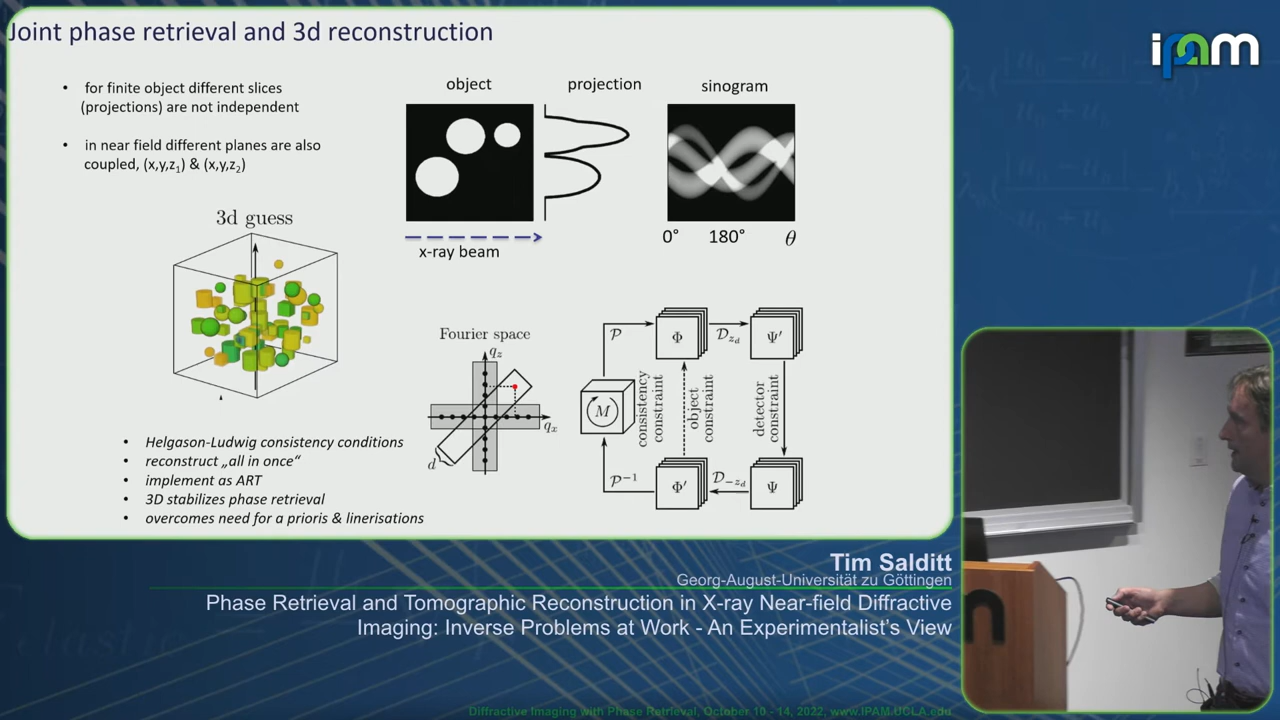 Joint phase retrieval and 3d reconstruction
ipam
• for finite object different slices
(projections) are not independent
• in near field different planes are also
coupled, (x,y,z₁) & (x,y,z₂)
object
projection
sinogram
x-ray beam
0° 180° θ
3d guess
Fourier space
q_z
q_x
d
P
Φ
D_{z_d}
Ψ'
M
consistency
constraint
object
constraint
detector
constraint
P⁻¹
Φ'
D_{-z_d}
Ψ
• Helgason-Ludwig consistency conditions
• reconstruct „all in once“
• implement as ART
• 3D stabilizes phase retrieval
• overcomes need for a prioris & linerisations
Tim Salditt
Georg-August-Universität zu Göttingen
Phase Retrieval and Tomographic Reconstruction in X-ray Near-field Diffractive
Imaging: Inverse Problems at Work - An Experimentalist's View
Diffractive Imaging with Phase Retrieval, October 10 - 14, 2022, www.IPAM.UCLA.edu